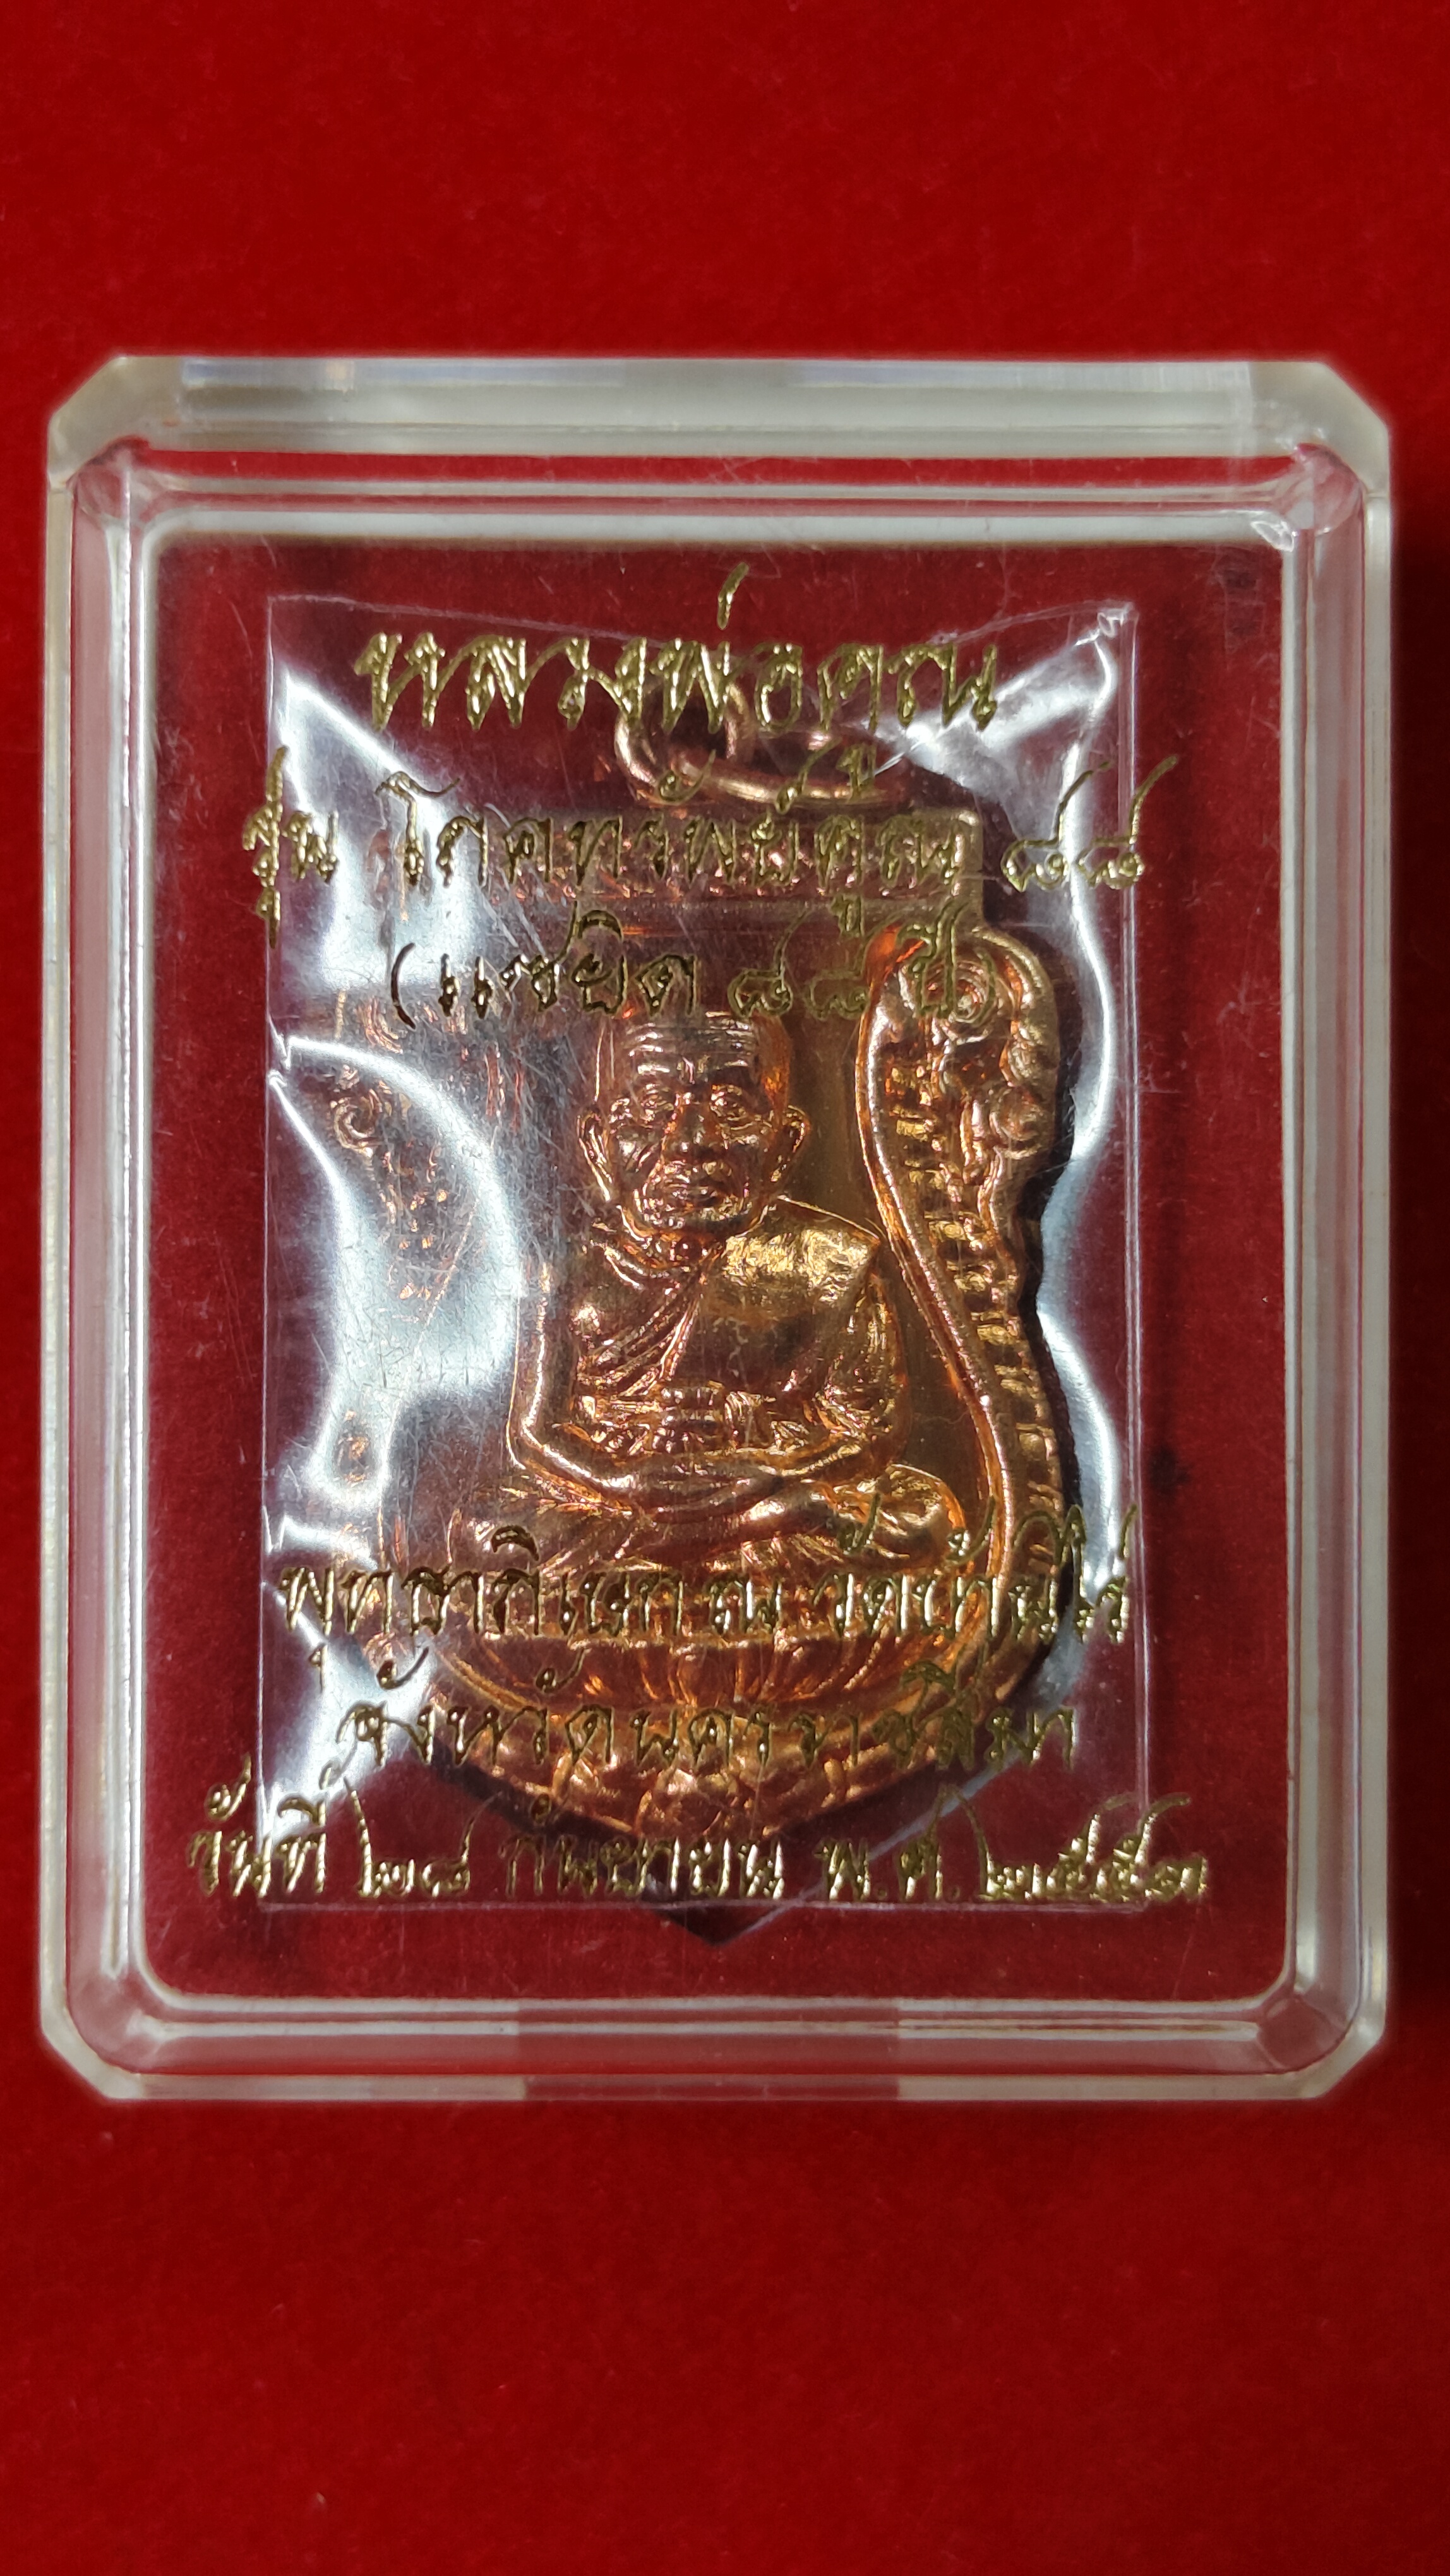 หลวงพ่อคูณ
รุ่น โภคทรัพย์คูณ ๘๘
(แซยิด ๘๘ ปี)
พุทธาภิเษก ณ วัดบ้านไร่
จังหวัดนครราชสีมา
วันที่ ๒๘ กันยายน พ.ศ. ๒๕๕๓